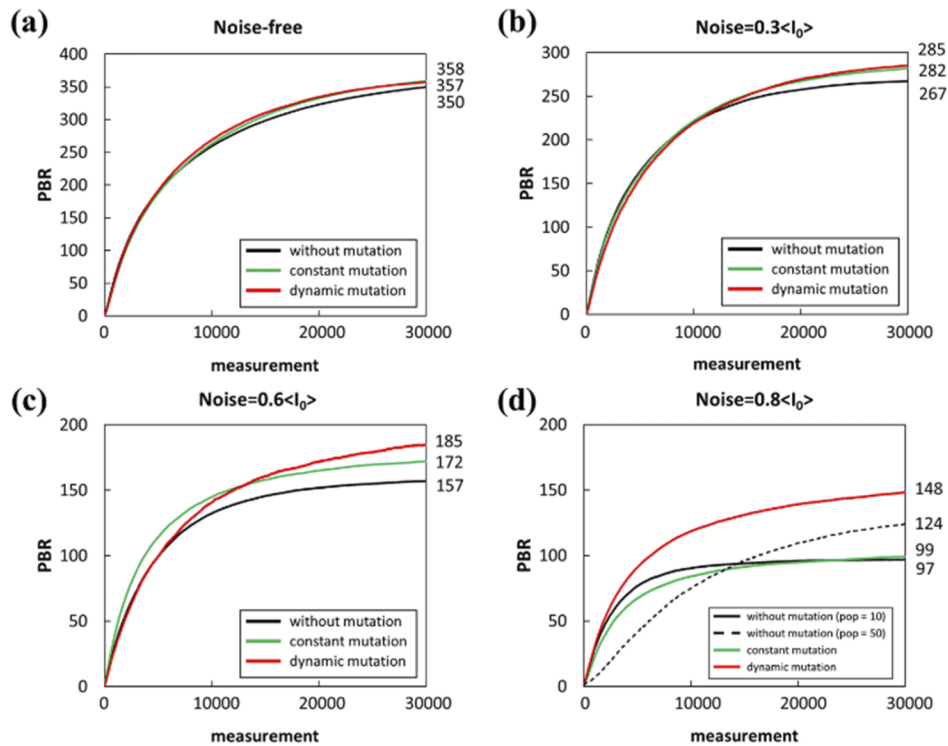 (a)
Noise-free
400
350
300
250
200
150
100
50
0
PBR
358
357
350
without mutation
constant mutation
dynamic mutation
0 10000 20000 30000
measurement
(b)
Noise=0.3<I₀>
300
250
200
150
100
50
0
PBR
285
282
267
without mutation
constant mutation
dynamic mutation
0 10000 20000 30000
measurement
(c)
Noise=0.6<I₀>
200
150
100
50
0
PBR
185
172
157
without mutation
constant mutation
dynamic mutation
0 10000 20000 30000
measurement
(d)
Noise=0.8<I₀>
200
150
100
50
0
PBR
148
124
99
97
without mutation (pop = 10)
without mutation (pop = 50)
constant mutation
dynamic mutation
0 10000 20000 30000
measurement